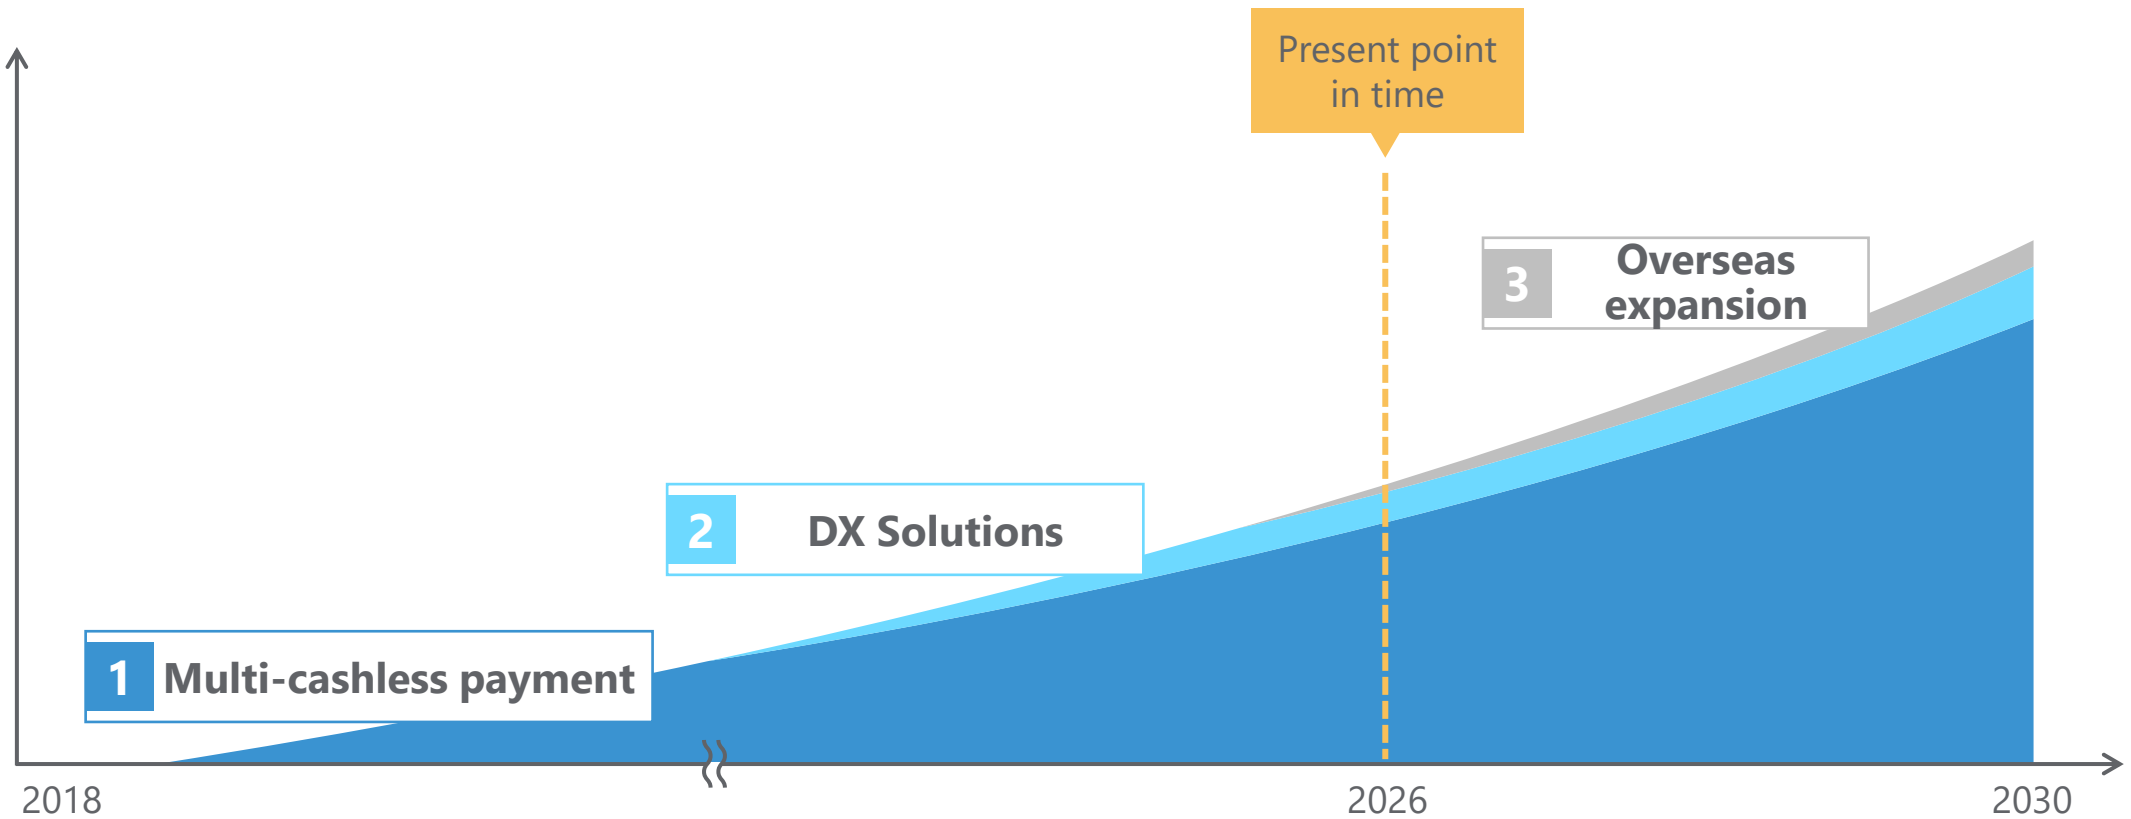 Present point
in time
3
Overseas
expansion
2
DX Solutions
1
Multi-cashless payment
2018
2026
2030